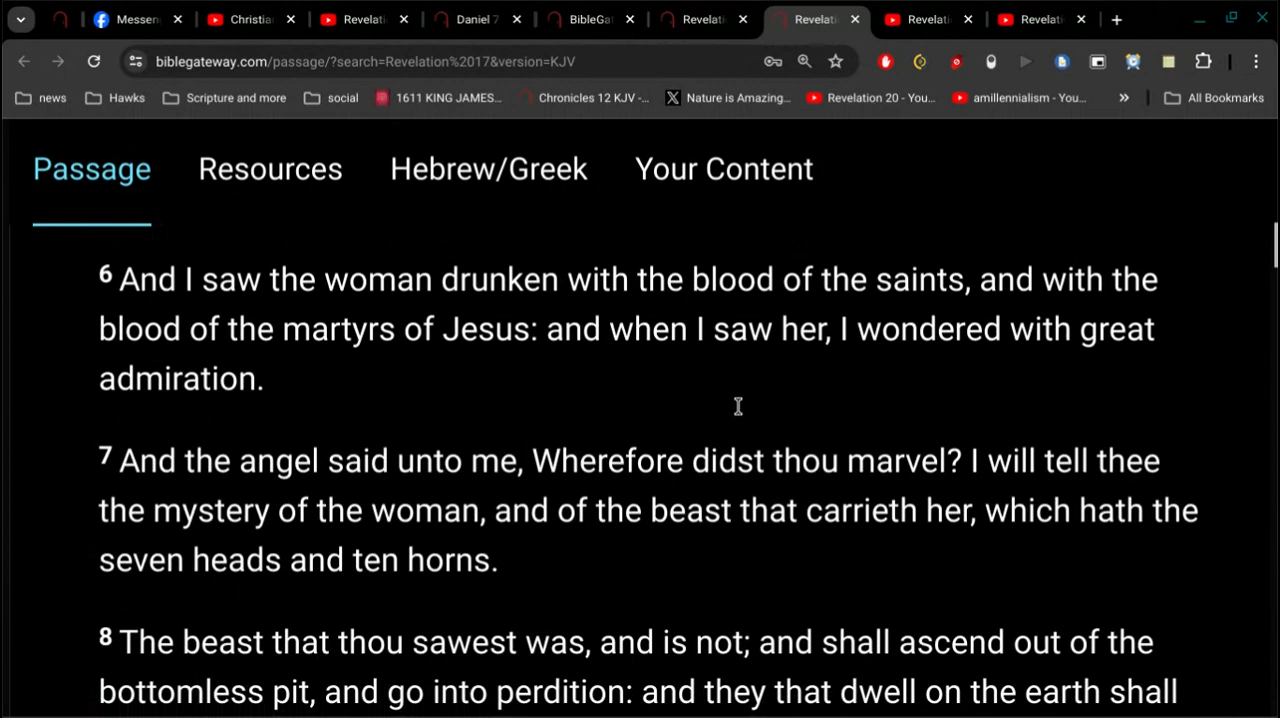 Messen
Christia
Revelati
Daniel 7
BibleGa
Revelati
Revelati
Revelati
Revelat
biblegateway.com/passage/?search=Revelation%2017&version=KJV
news Hawks Scripture and more social 1611 KING JAMES... Chronicles 12 KJV -... Nature is Amazing... Revelation 20 - You... amillennialism - You... » All Bookmarks
Passage Resources Hebrew/Greek Your Content
6 And I saw the woman drunken with the blood of the saints, and with the
blood of the martyrs of Jesus: and when I saw her, I wondered with great
admiration.
7 And the angel said unto me, Wherefore didst thou marvel? I will tell thee
the mystery of the woman, and of the beast that carrieth her, which hath the
seven heads and ten horns.
8 The beast that thou sawest was, and is not; and shall ascend out of the
bottomless pit, and go into perdition: and they that dwell on the earth shall